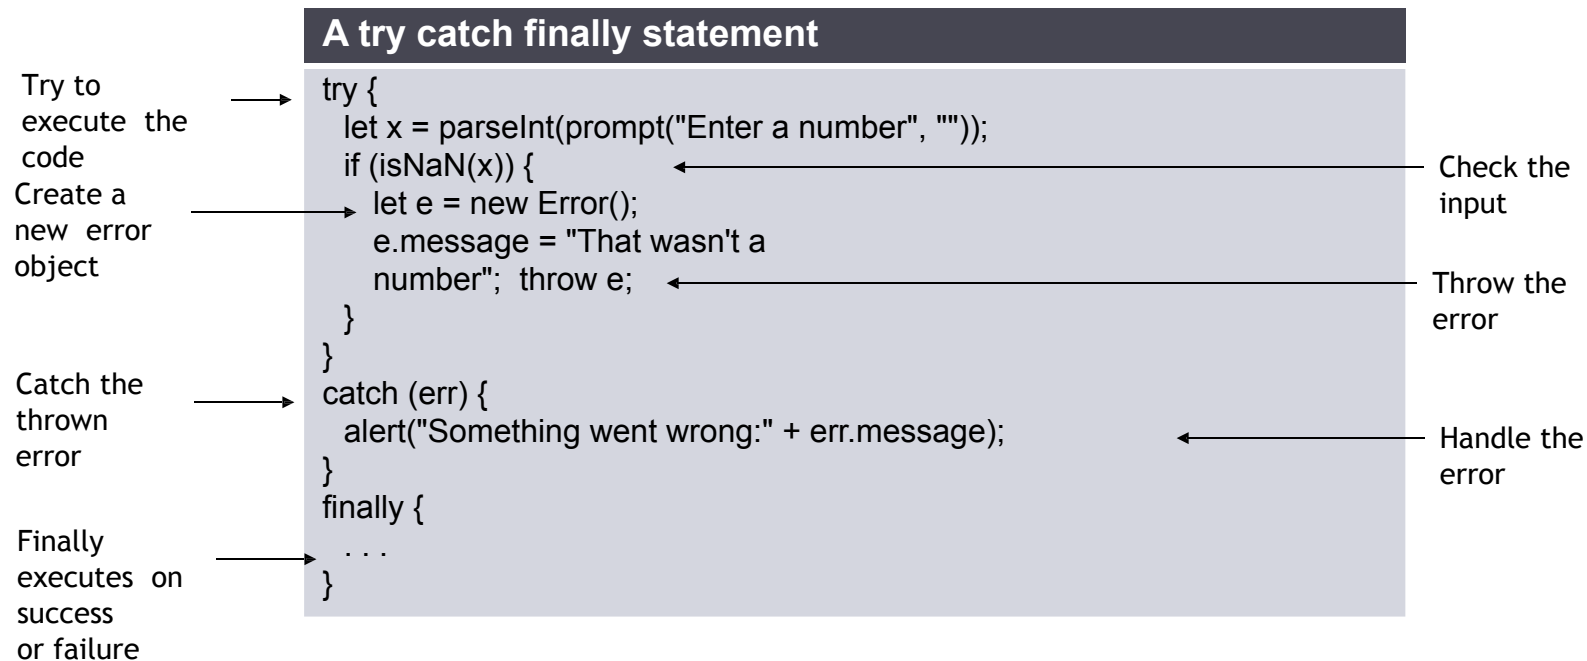 A try catch finally statement
Try to
execute the
code
Create a
new error
object
Catch the
thrown
error
Finally
executes on
success
or failure
try {
let x = parseInt(prompt("Enter a number", ""));
if (isNaN(x)) {
let e = new Error();
e.message = "That wasn't a
number"; throw e;
}
}
catch (err) {
alert("Something went wrong:" + err.message);
}
finally {
. . .
}
Check the
input
Throw the
error
Handle the
error